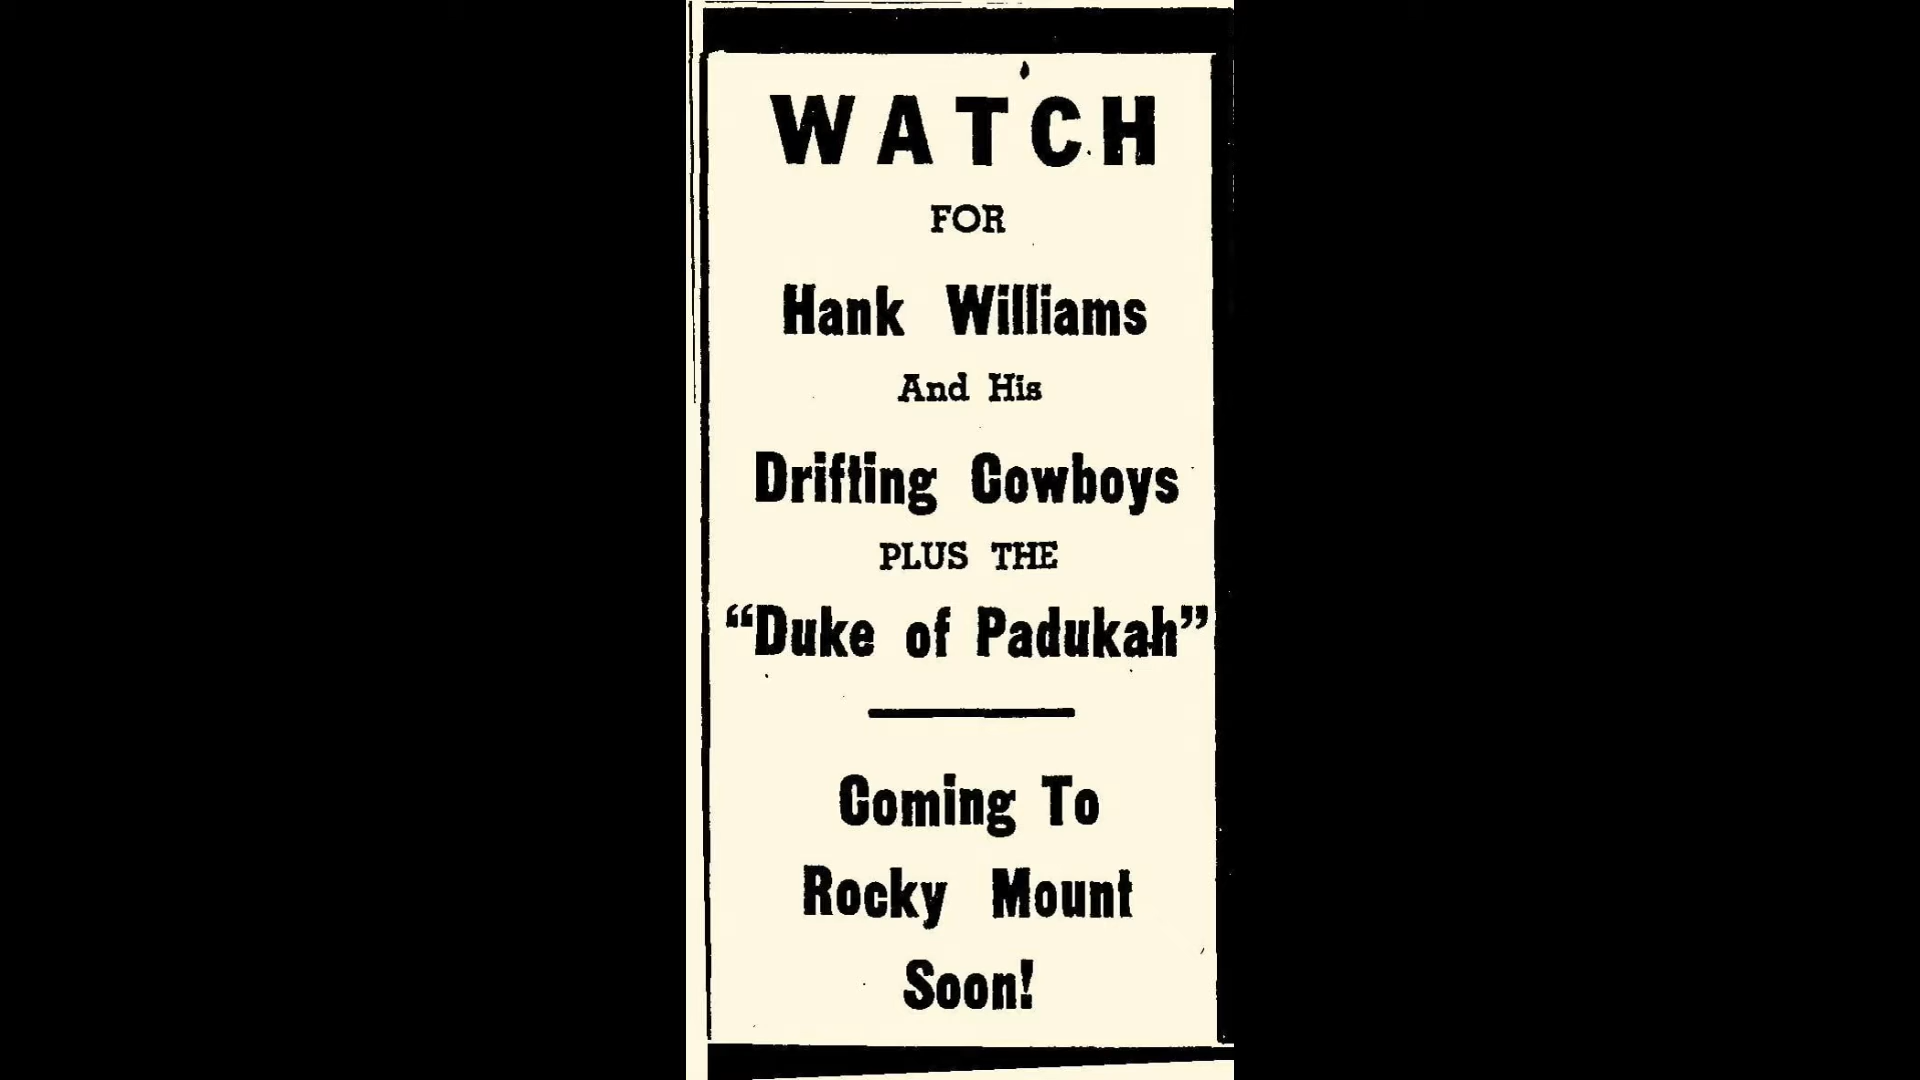 WATCH
FOR
Hank Williams
And His
Drifting Cowboys
PLUS THE
“Duke of Padukah”
Coming To
Rocky Mount
Soon!